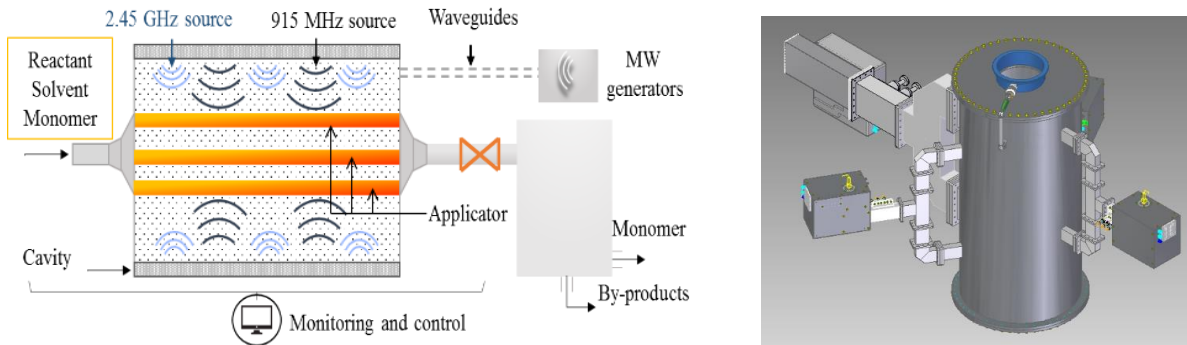 2.45 GHz source
915 MHz source
Waveguides
Reactant
Solvent
Monomer
MW
generators
Applicator
Monomer
Cavity
By-products
Monitoring and control